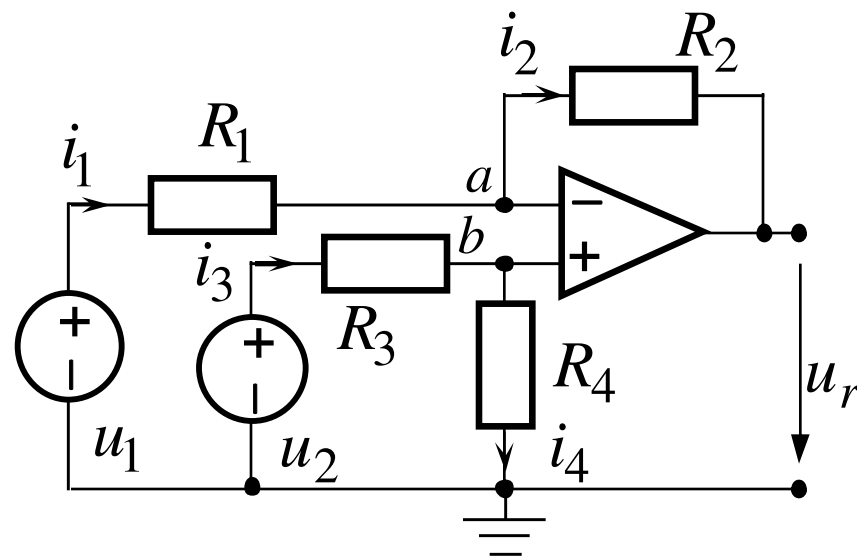 i₂ R₂
i₁ R₁ a −
i₃ R₃ b +
+ −
+ −
R₄
u₁ u₂ i₄ uᵣ